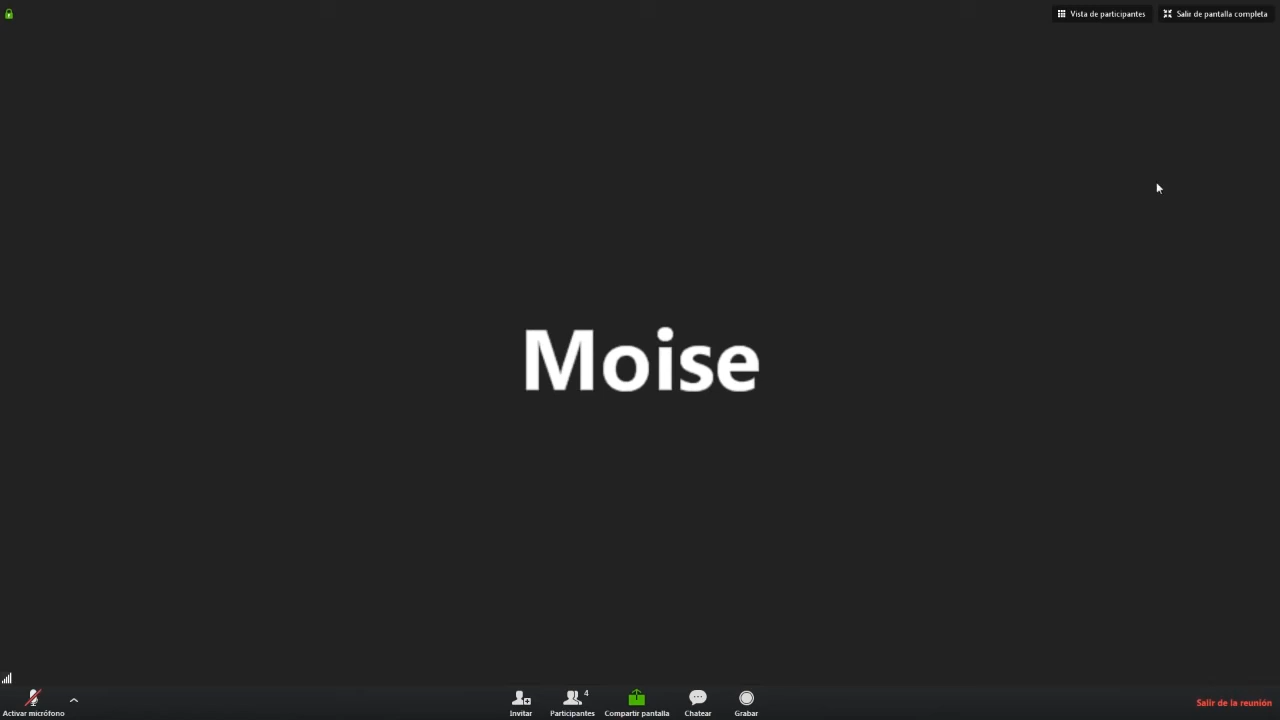 Vista de participantes
Salir de pantalla completa
Moise
Activar micrófono
Invitar
4
Participantes
Compartir pantalla
Chatear
Grabar
Salir de la reunión